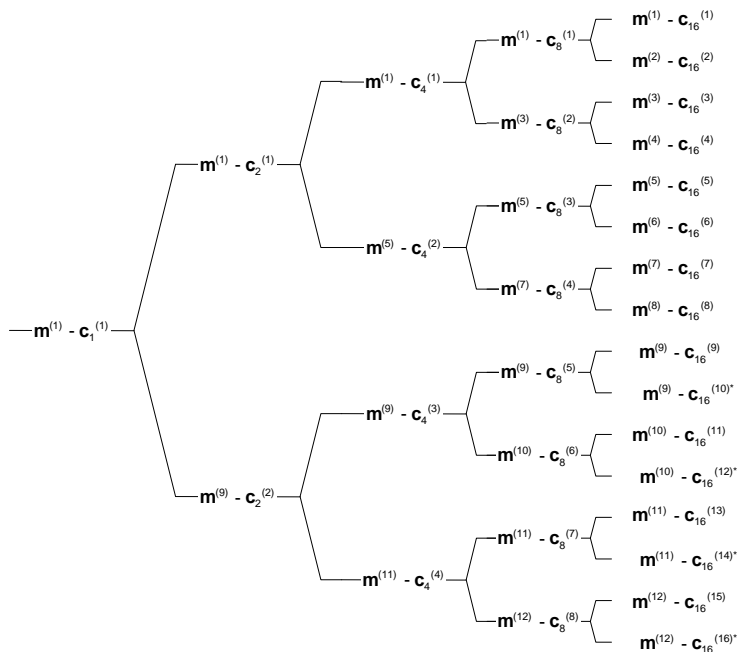 m(1) - c16(1)
m(1) - c8(1)
m(2) - c16(2)
m(1) - c4(1)
m(3) - c16(3)
m(3) - c8(2)
m(4) - c16(4)
m(1) - c2(1)
m(5) - c16(5)
m(5) - c8(3)
m(6) - c16(6)
m(5) - c4(2)
m(7) - c16(7)
m(7) - c8(4)
m(8) - c16(8)
m(1) - c1(1)
m(9) - c16(9)
m(9) - c8(5)
m(9) - c16(10)*
m(9) - c4(3)
m(10) - c16(11)
m(10) - c8(6)
m(10) - c16(12)*
m(9) - c2(2)
m(11) - c16(13)
m(11) - c8(7)
m(11) - c16(14)*
m(11) - c4(4)
m(12) - c16(15)
m(12) - c8(8)
m(12) - c16(16)*